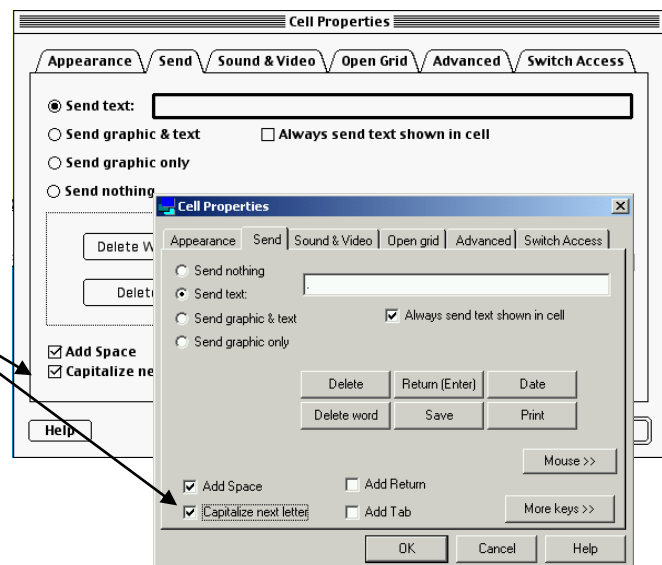 Cell Properties
Appearance Send Sound & Video Open Grid Advanced Switch Access
Send text:
Send graphic & text Always send text shown in cell
Send graphic only
Send nothing
Delete W
Delet
Add Space
Capitalize ne
Help
Cell Properties
Appearance Send Sound & Video Open grid Advanced Switch Access
Send nothing
Send text: .
Send graphic & text Always send text shown in cell
Send graphic only
Delete Return (Enter) Date
Delete word Save Print
Mouse >>
Add Space Add Return
Capitalize next letter Add Tab More keys >>
OK Cancel Help